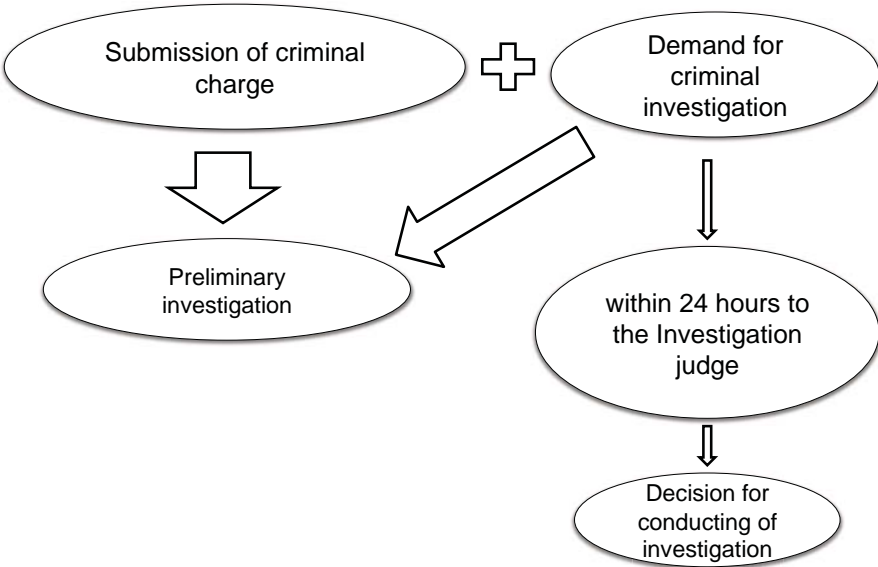 Submission of criminal
charge
Demand for
criminal
investigation
Preliminary
investigation
within 24 hours to
the Investigation
judge
Decision for
conducting of
investigation